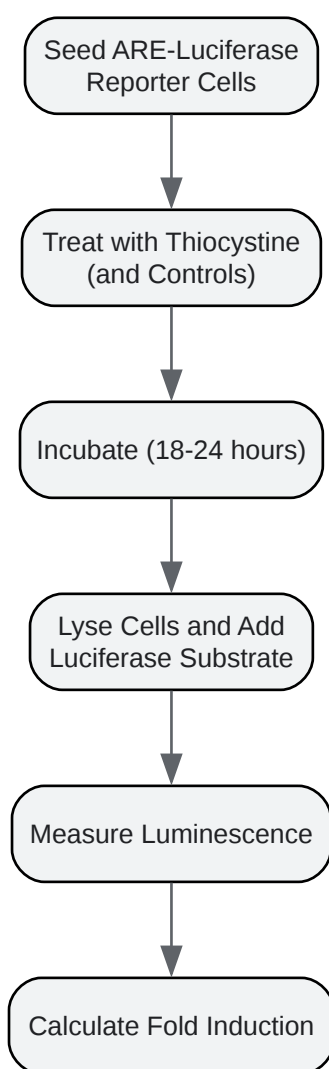 Seed ARE-Luciferase
Reporter Cells
Treat with Thiocystine
(and Controls)
Incubate (18-24 hours)
Lyse Cells and Add
Luciferase Substrate
Measure Luminescence
Calculate Fold Induction